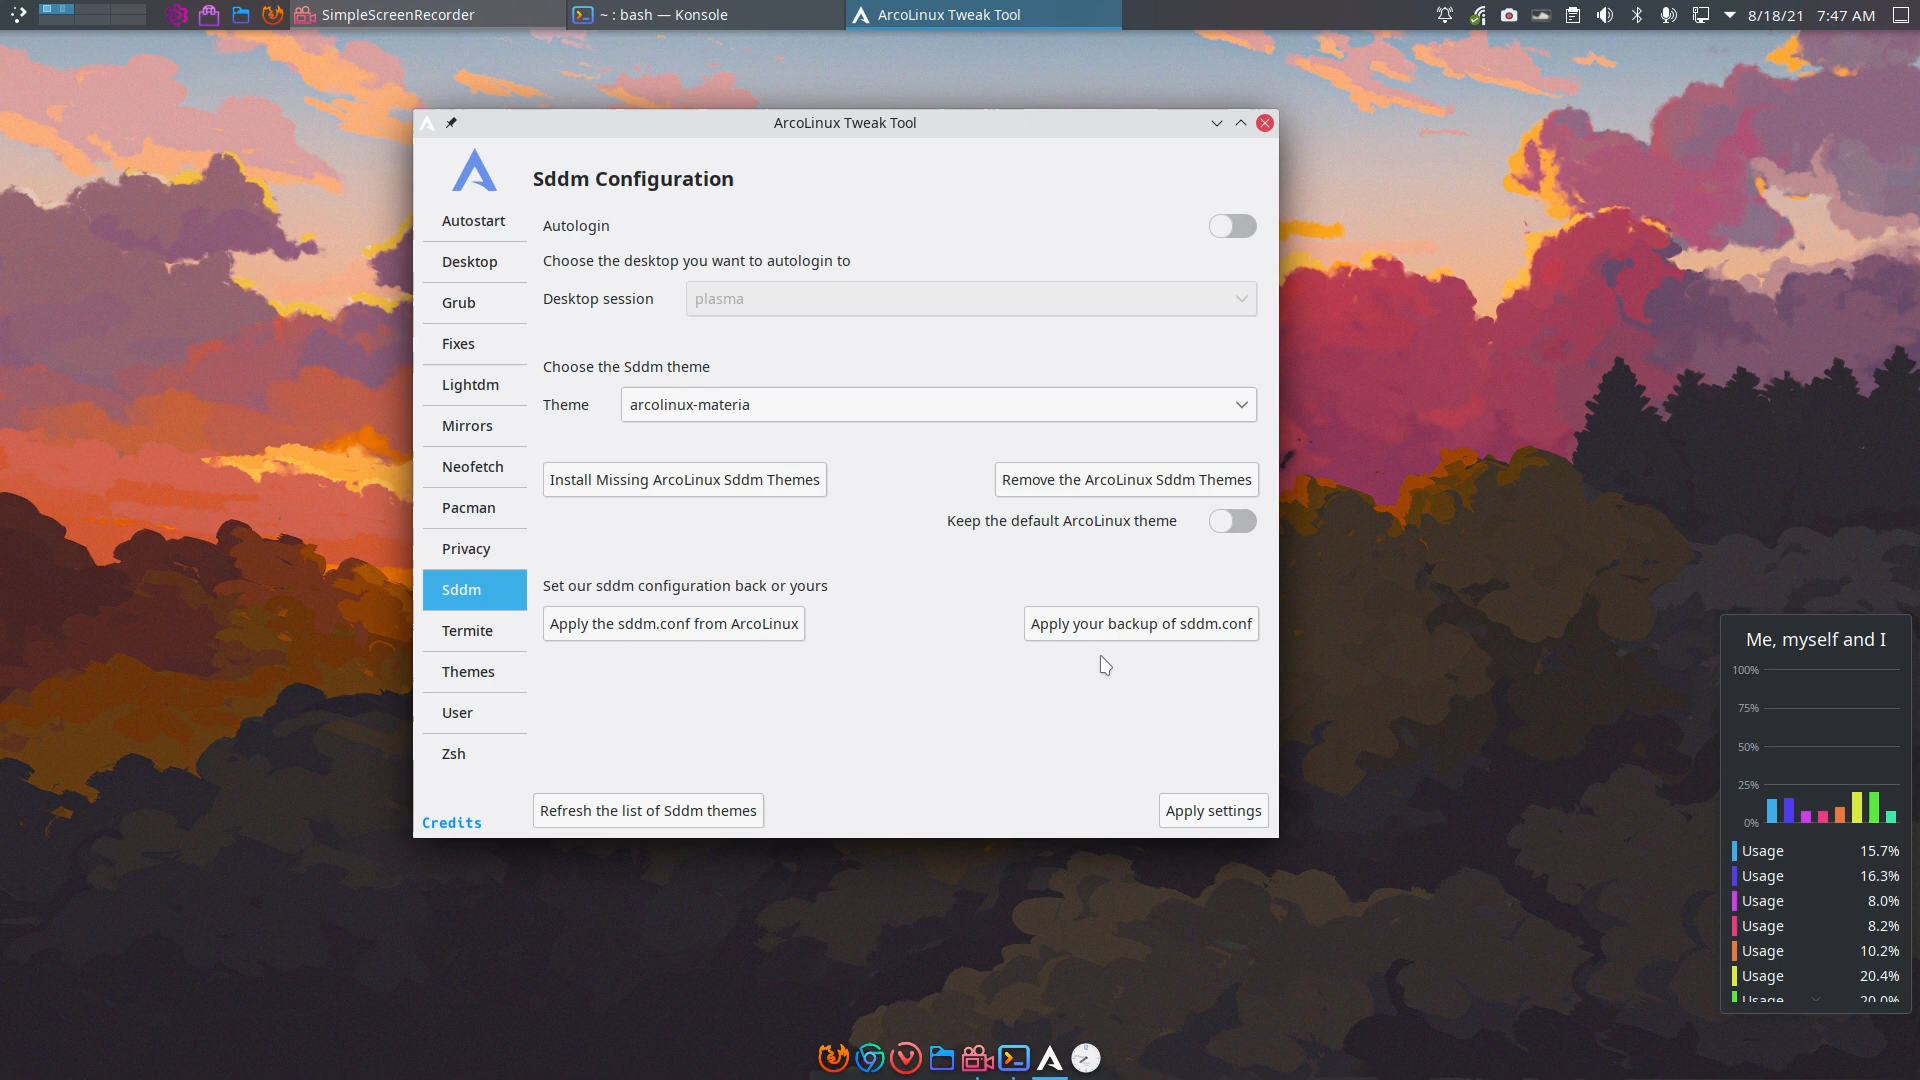 SimpleScreenRecorder
~ : bash — Konsole
ArcoLinux Tweak Tool
8/18/21 7:47 AM
ArcoLinux Tweak Tool
Sddm Configuration
Autostart
Desktop
Grub
Fixes
Lightdm
Mirrors
Neofetch
Pacman
Privacy
Sddm
Termite
Themes
User
Zsh
Credits
Autologin
Choose the desktop you want to autologin to
Desktop session plasma
Choose the Sddm theme
Theme arcolinux-materia
Install Missing ArcoLinux Sddm Themes Remove the ArcoLinux Sddm Themes
Keep the default ArcoLinux theme
Set our sddm configuration back or yours
Apply the sddm.conf from ArcoLinux Apply your backup of sddm.conf
Refresh the list of Sddm themes Apply settings
Me, myself and I
100%
75%
50%
25%
0%
Usage 15.7%
Usage 16.3%
Usage 8.0%
Usage 8.2%
Usage 10.2%
Usage 20.4%
Usage 20.0%